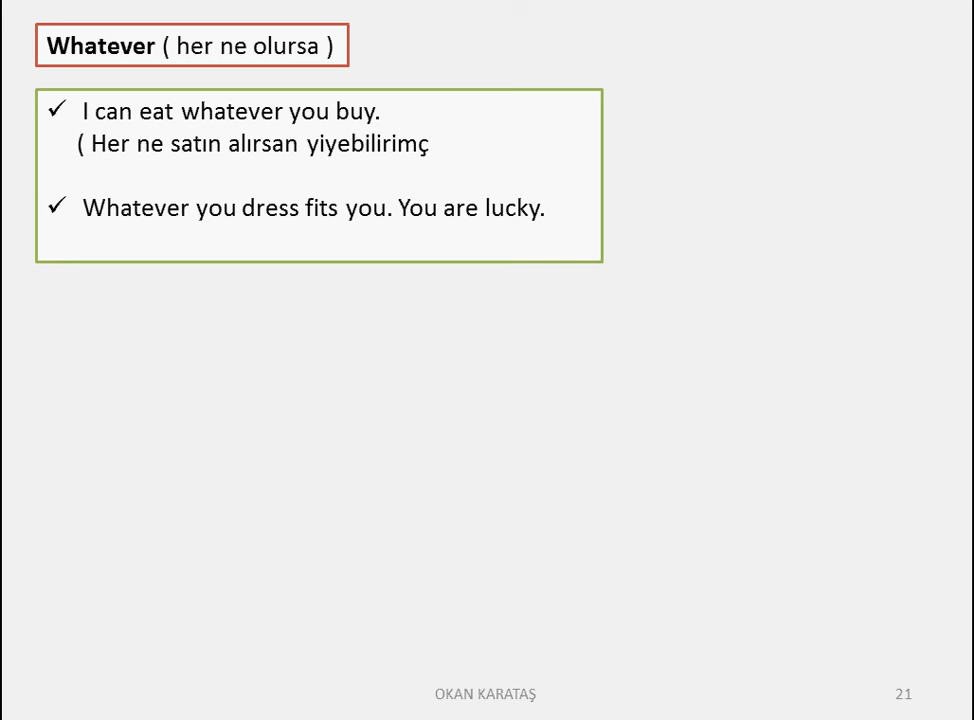 Whatever ( her ne olursa )
✓ I can eat whatever you buy.
( Her ne satın alırsan yiyebilirimç
✓ Whatever you dress fits you. You are lucky.
OKAN KARATAŞ
21